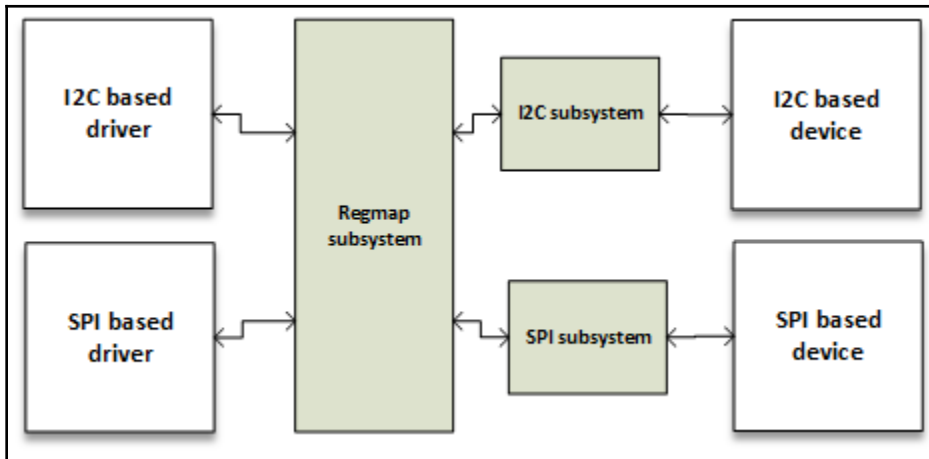 I2C based
driver
Regmap
subsystem
I2C subsystem
I2C based
device
SPI based
driver
SPI subsystem
SPI based
device